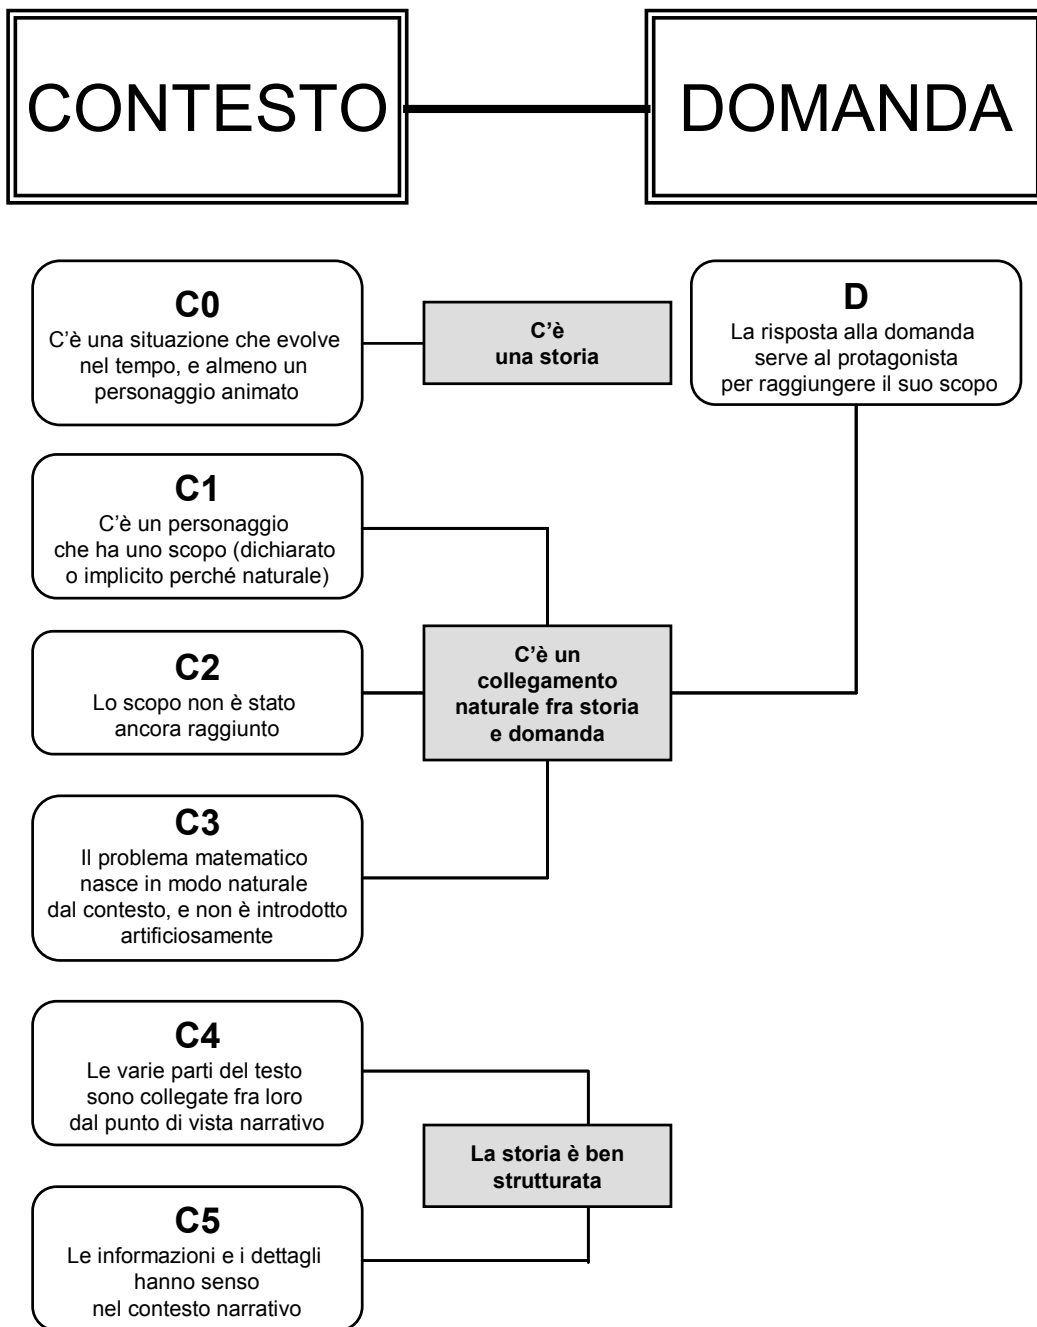 CONTESTO
DOMANDA
C0
C'è una situazione che evolve
nel tempo, e almeno un
personaggio animato
C'è
una storia
D
La risposta alla domanda
serve al protagonista
per raggiungere il suo scopo
C1
C'è un personaggio
che ha uno scopo (dichiarato
o implicito perché naturale)
C2
Lo scopo non è stato
ancora raggiunto
C'è un
collegamento
naturale fra storia
e domanda
C3
Il problema matematico
nasce in modo naturale
dal contesto, e non è introdotto
artificiosamente
C4
Le varie parti del testo
sono collegate fra loro
dal punto di vista narrativo
La storia è ben
strutturata
C5
Le informazioni e i dettagli
hanno senso
nel contesto narrativo